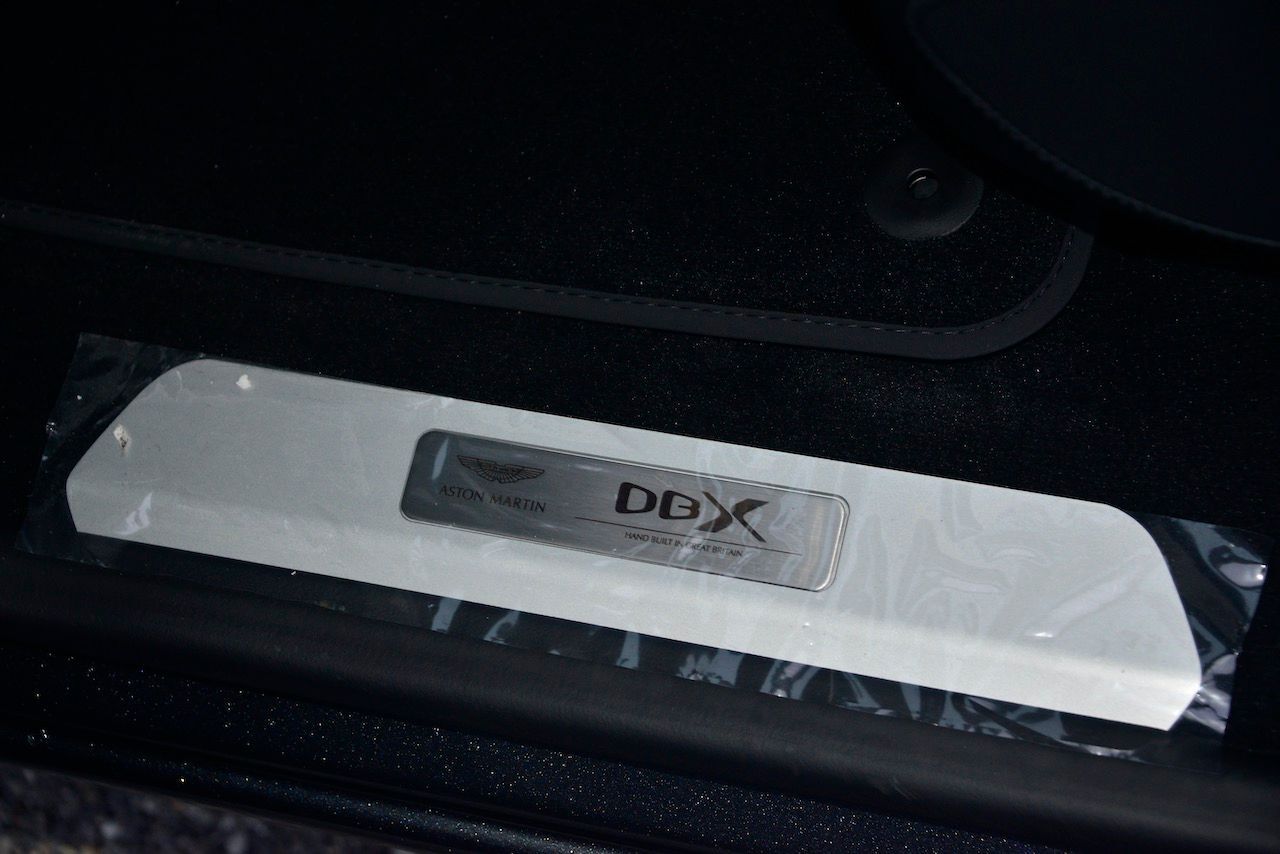 ASTON MARTIN
DBX
HAND BUILT IN GREAT BRITAIN